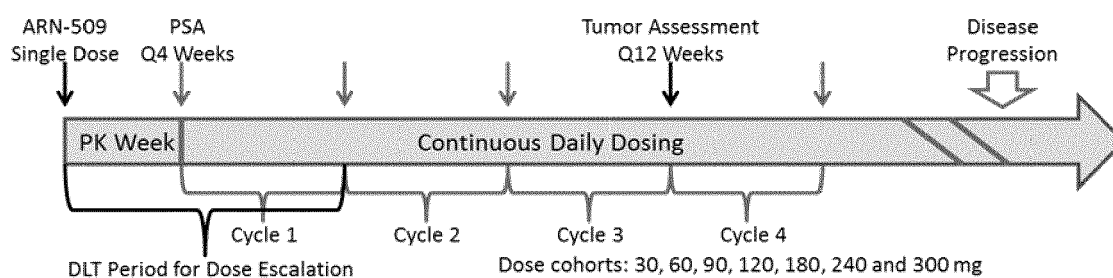 ARN-509
Single Dose
PSA
Q4 Weeks
Tumor Assessment
Q12 Weeks
Disease
Progression
PK Week
Continuous Daily Dosing
Cycle 1
Cycle 2
Cycle 3
Cycle 4
DLT Period for Dose Escalation
Dose cohorts: 30, 60, 90, 120, 180, 240 and 300 mg